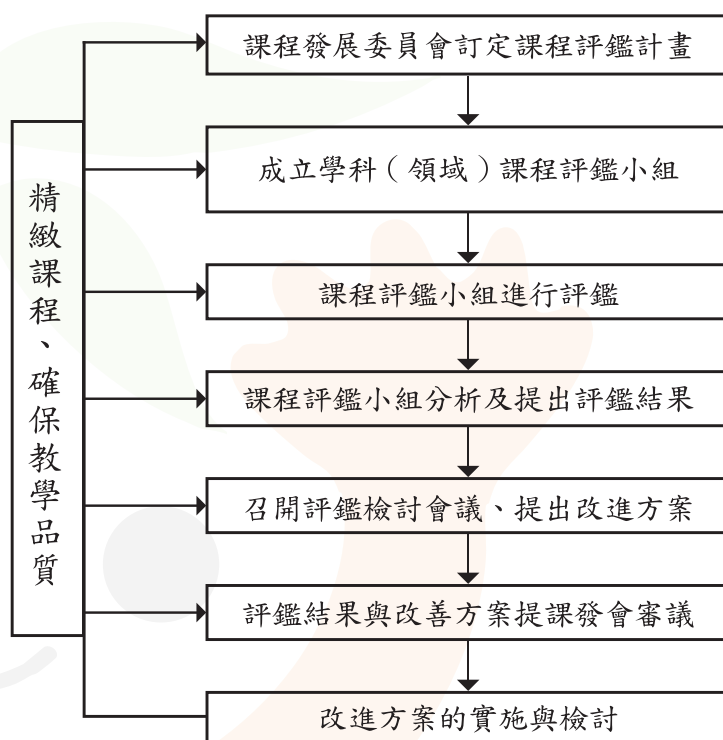 課程發展委員會訂定課程評鑑計畫
成立學科（領域）課程評鑑小組
精緻課程、確保教學品質
課程評鑑小組進行評鑑
課程評鑑小組分析及提出評鑑結果
召開評鑑檢討會議、提出改進方案
評鑑結果與改善方案提課發會審議
改進方案的實施與檢討